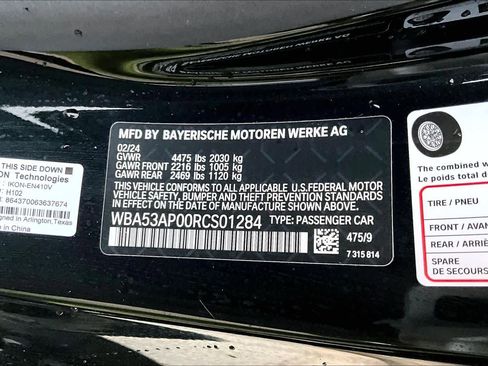 MFD BY BAYERISCHE MOTOREN WERKE AG
02/24
GVWR 4475 lbs 2030 kg
GAWR FRONT 2216 lbs 1005 kg
GAWR REAR 2469 lbs 1120 kg
THIS VEHICLE CONFORMS TO ALL APPLICABLE
U.S. FEDERAL MOTOR
VEHICLE SAFETY, BUMPER, AND THEFT
PREVENTION STANDARDS IN EFFECT ON THE DATE
OF MANUFACTURE SHOWN ABOVE.
WBA53AP00RCS01284 TYPE: PASSENGER CAR
475/9
7 315 814
THIS SIDE DOWN
ON Technologies
: IKON-EN410V
: H102
: 864370063637674
igned in Arlington,Texas
in China
The combined w
Le poids total d
TIRE / PNEU
FRONT / AVAN
REAR / ARRIÈ
SPARE
DE SECOURS